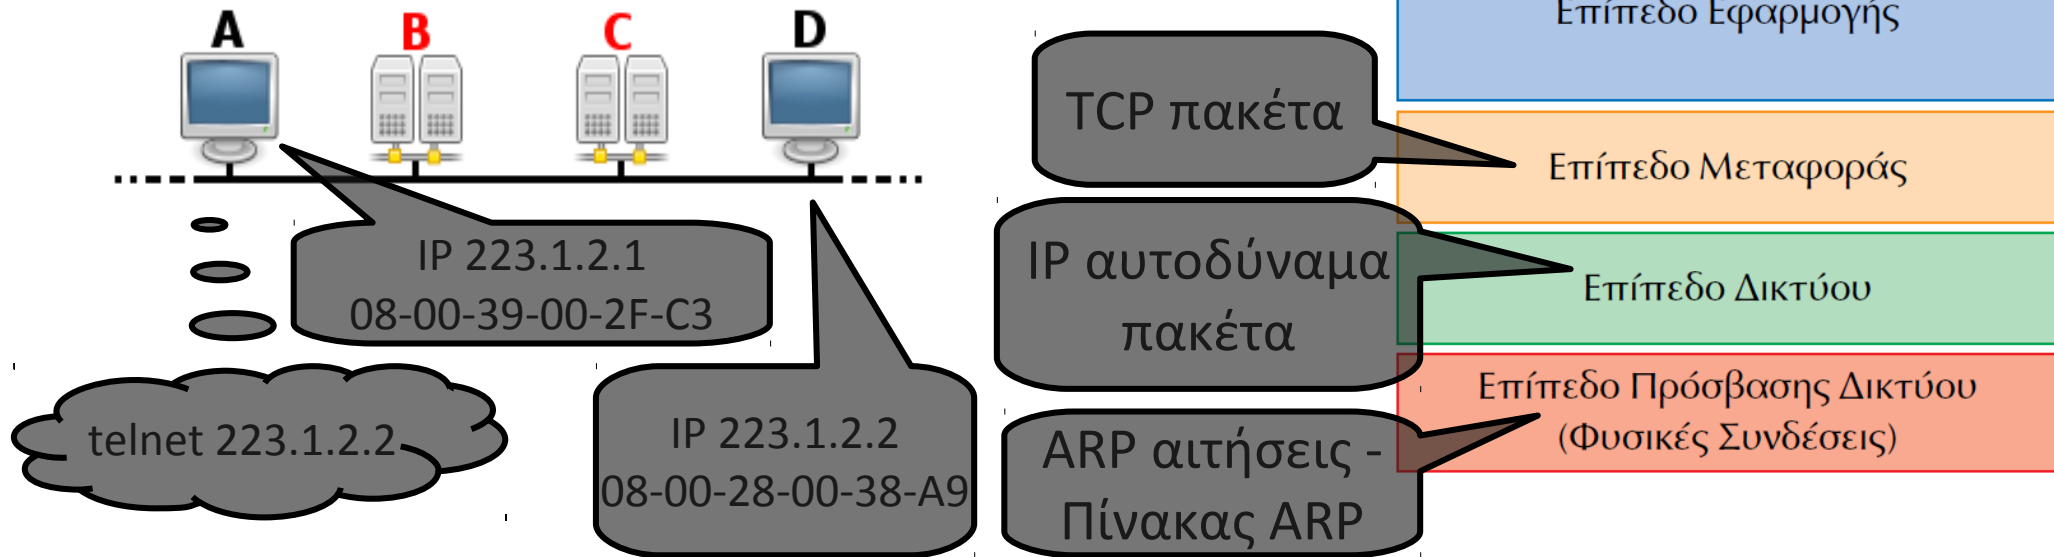 A
B
C
D
IP 223.1.2.1
08-00-39-00-2F-C3
telnet 223.1.2.2
IP 223.1.2.2
08-00-28-00-38-A9
Επίπεδο Εφαρμογής
TCP πακέτα
Επίπεδο Μεταφοράς
IP αυτοδύναμα
πακέτα
Επίπεδο Δικτύου
ARP αιτήσεις -
Πίνακας ARP
Επίπεδο Πρόσβασης Δικτύου
(Φυσικές Συνδέσεις)